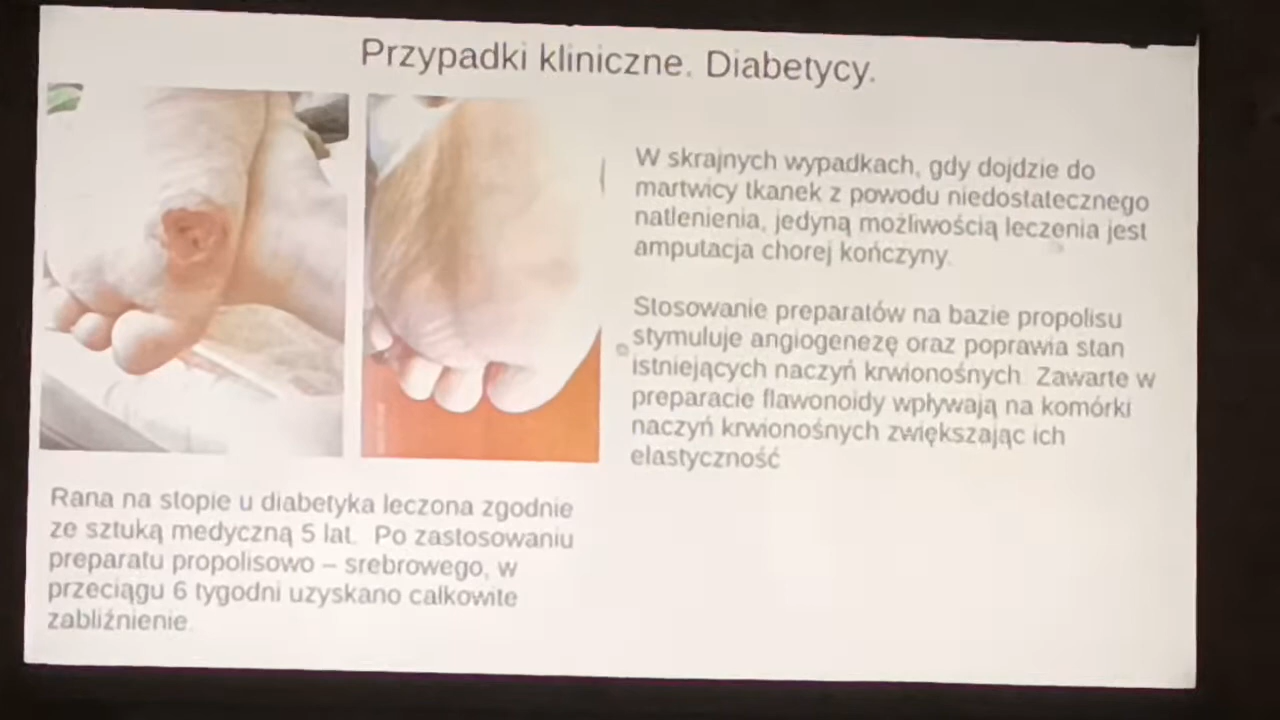 Przypadki kliniczne. Diabetycy.
W skrajnych wypadkach, gdy dojdzie do
martwicy tkanek z powodu niedostatecznego
natlenienia, jedyną możliwością leczenia jest
amputacja chorej kończyny.
Stosowanie preparatów na bazie propolisu
stymuluje angiogenezę oraz poprawia stan
istniejących naczyń krwionośnych. Zawarte w
preparacie flawonoidy wpływają na komórki
naczyń krwionośnych zwiększając ich
elastyczność
Rana na stopie u diabetyka leczona zgodnie
ze sztuką medyczną 5 lat. Po zastosowaniu
preparatu propolisowo – srebrowego, w
przeciągu 6 tygodni uzyskano całkowite
zabliźnienie.